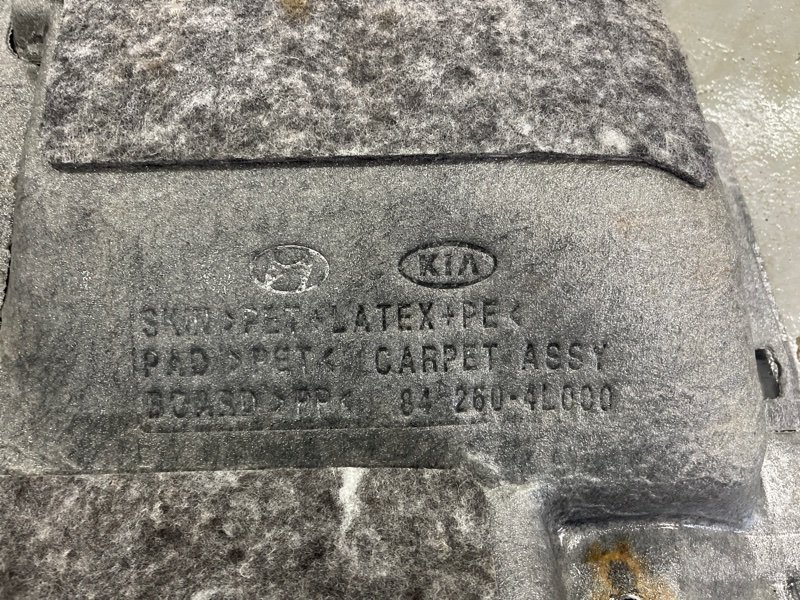 KIA
SKIN >PET+LATEX+PE<
PAD >PET< CARPET ASSY
BOARD >PP< 84260-4L000